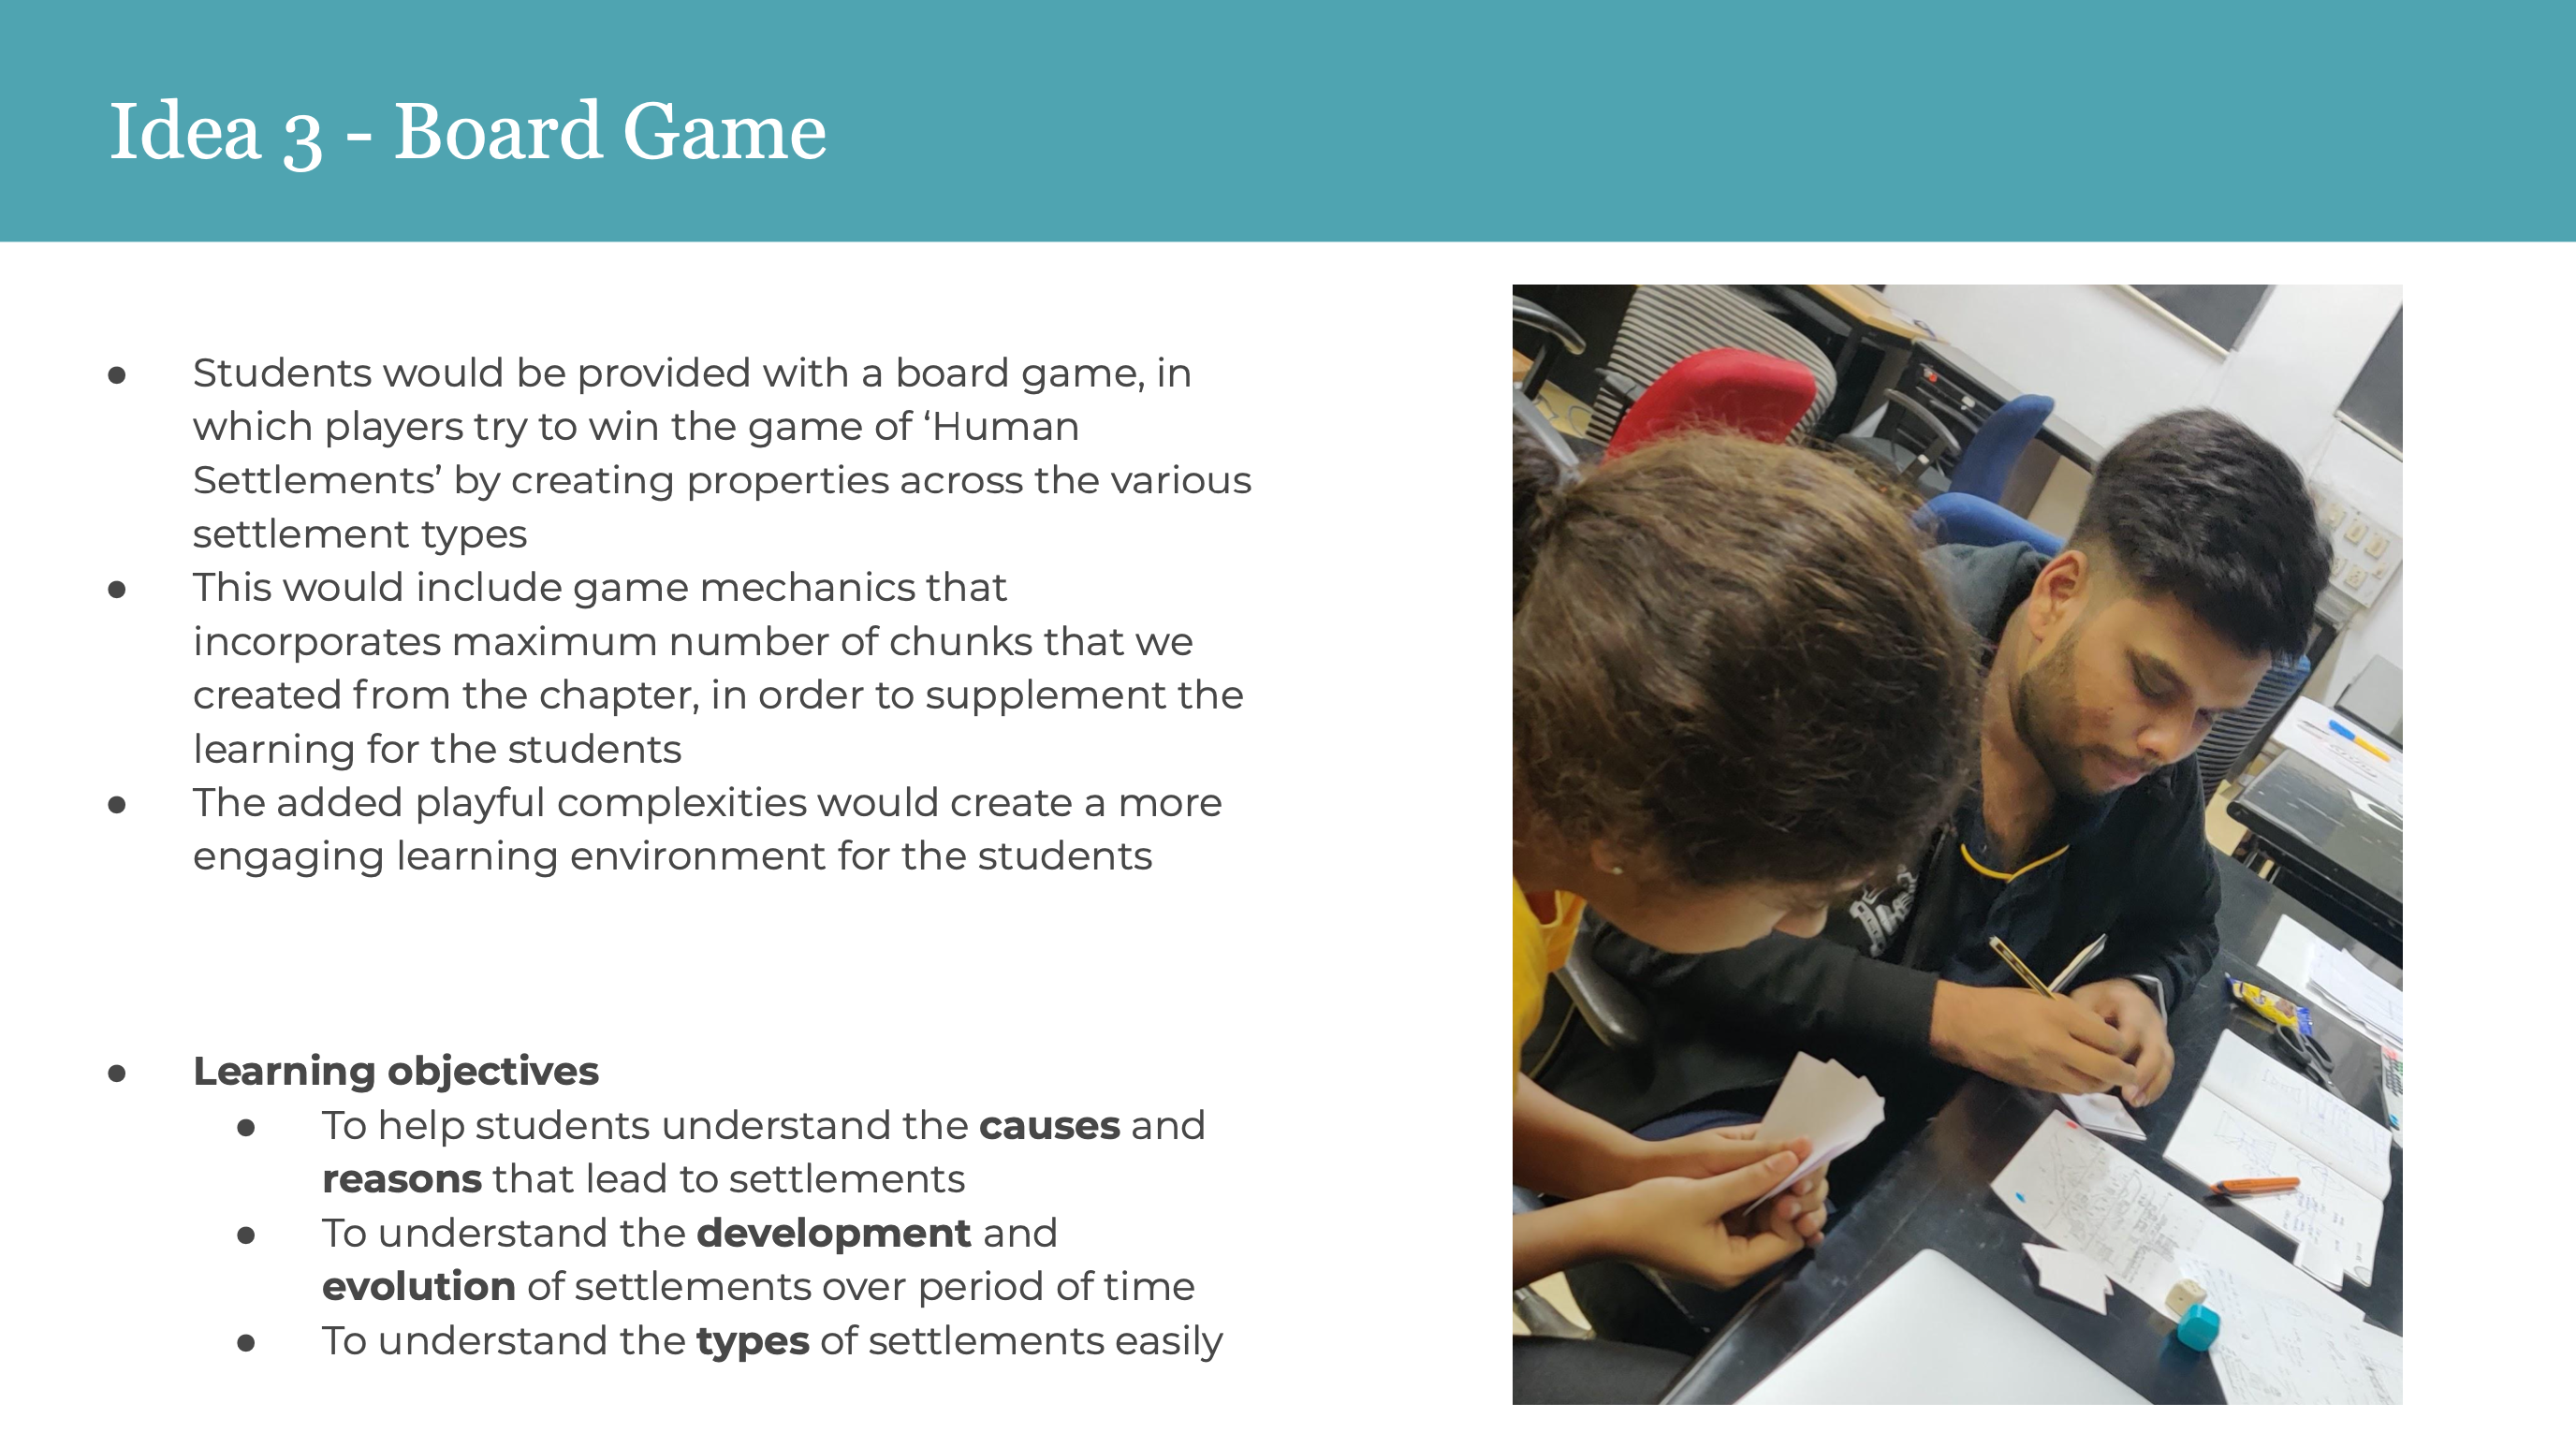 Idea 3 - Board Game
● Students would be provided with a board game, in
which players try to win the game of ‘Human
Settlements’ by creating properties across the various
settlement types
● This would include game mechanics that
incorporates maximum number of chunks that we
created from the chapter, in order to supplement the
learning for the students
● The added playful complexities would create a more
engaging learning environment for the students
● Learning objectives
● To help students understand the causes and
reasons that lead to settlements
● To understand the development and
evolution of settlements over period of time
● To understand the types of settlements easily